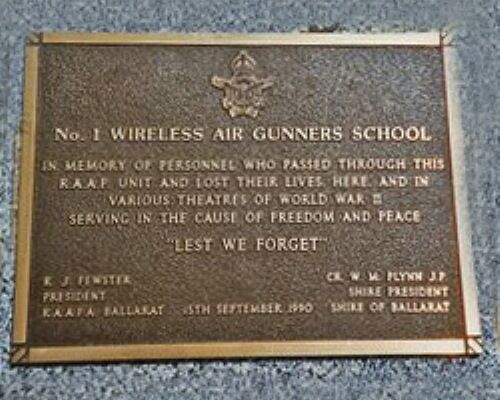 No. 1 WIRELESS AIR GUNNERS SCHOOL
IN MEMORY OF PERSONNEL WHO PASSED THROUGH THIS
R.A.A.F. UNIT AND LOST THEIR LIVES, HERE, AND IN
VARIOUS THEATRES OF WORLD WAR II
SERVING IN THE CAUSE OF FREEDOM AND PEACE
"LEST WE FORGET"
R. J. FEWSTER
PRESIDENT
R.A.A.F.A. BALLARAT
15TH SEPTEMBER, 1990
CR. W. M. FLYNN J.P.
SHIRE PRESIDENT
SHIRE OF BALLARAT